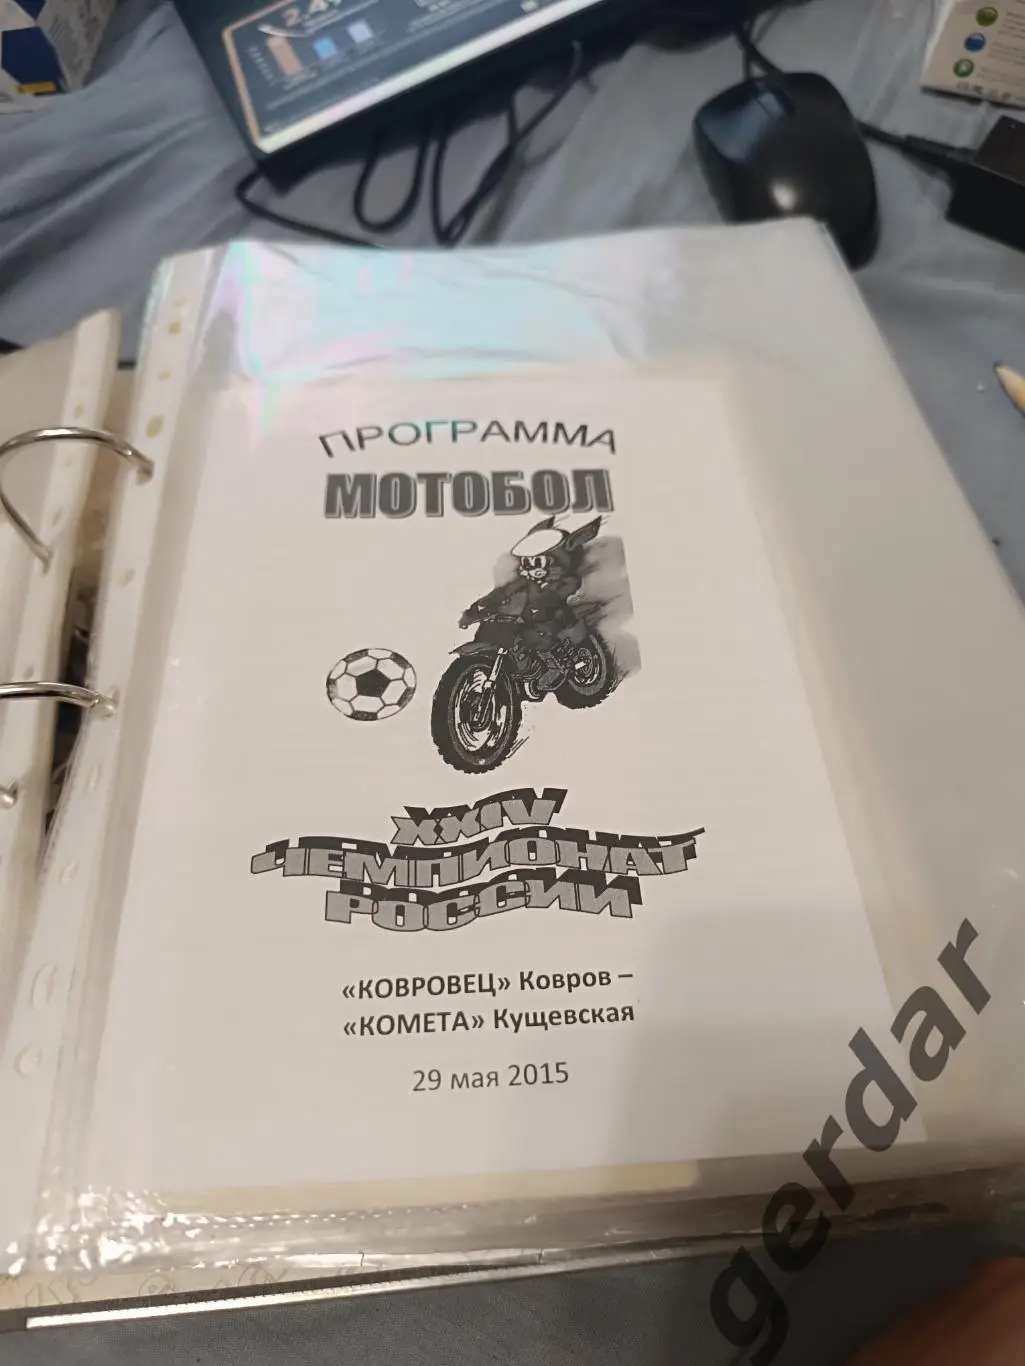 ПРОГРАММА
МОТОБОЛ
XXIV
ЧЕМПИОНАТ
РОССИИ
«КОВРОВЕЦ» Ковров –
«КОМЕТА» Кущевская
29 мая 2015
gerdar